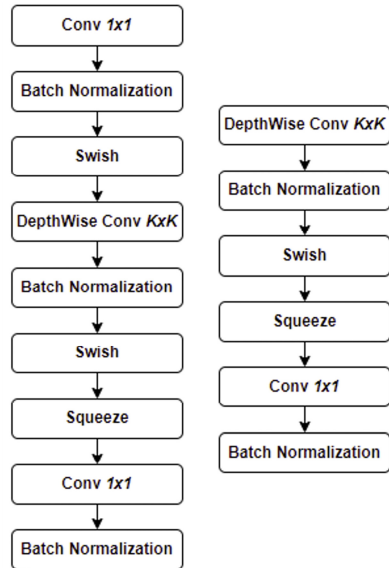 Conv 1x1
Batch Normalization
Swish
DepthWise Conv KxK
Batch Normalization
Swish
Squeeze
Conv 1x1
Batch Normalization
DepthWise Conv KxK
Batch Normalization
Swish
Squeeze
Conv 1x1
Batch Normalization